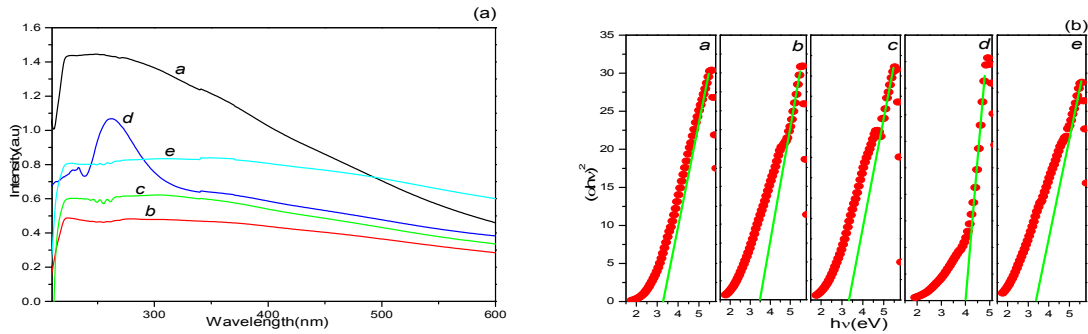 (a)
1.6
1.4
1.2
1.0
0.8
0.6
0.4
0.2
0.0
Intensity(au)
a
d
e
c
b
250 300 400 500 600
Wavelength(nm)
(b)
35
30
25
20
15
10
5
0
(αhν)²
a b c d e
2 3 4 5 2 3 4 5 2 3 4 5 2 3 4 5 2 3 4 5
hν(eV)